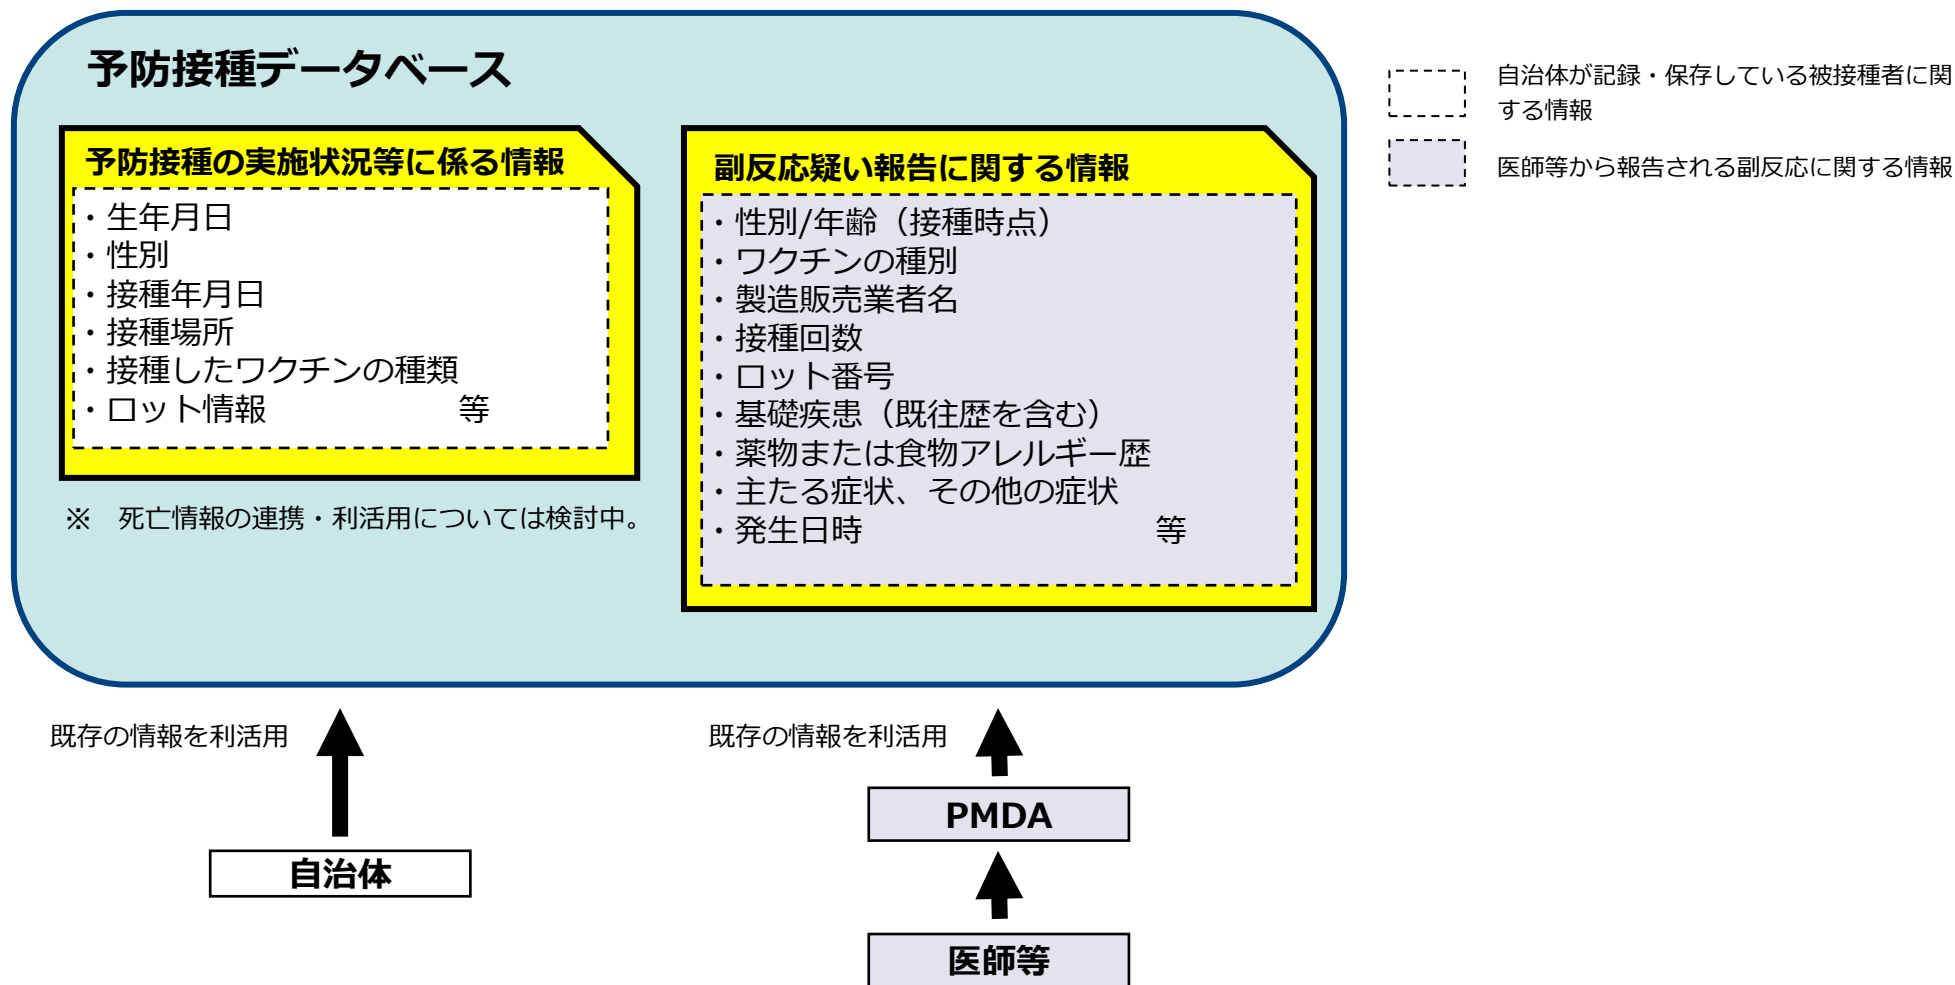 予防接種データベース
予防接種の実施状況等に係る情報
・生年月日
・性別
・接種年月日
・接種場所
・接種したワクチンの種類
・ロット情報　　　　　　等
※　死亡情報の連携・利活用については検討中。
副反応疑い報告に関する情報
・性別/年齢（接種時点）
・ワクチンの種別
・製造販売業者名
・接種回数
・ロット番号
・基礎疾患（既往歴を含む）
・薬物または食物アレルギー歴
・主たる症状、その他の症状
・発生日時　　　　　　　　　等
自治体が記録・保存している被接種者に関
する情報
医師等から報告される副反応に関する情報
既存の情報を利活用
自治体
既存の情報を利活用
PMDA
医師等